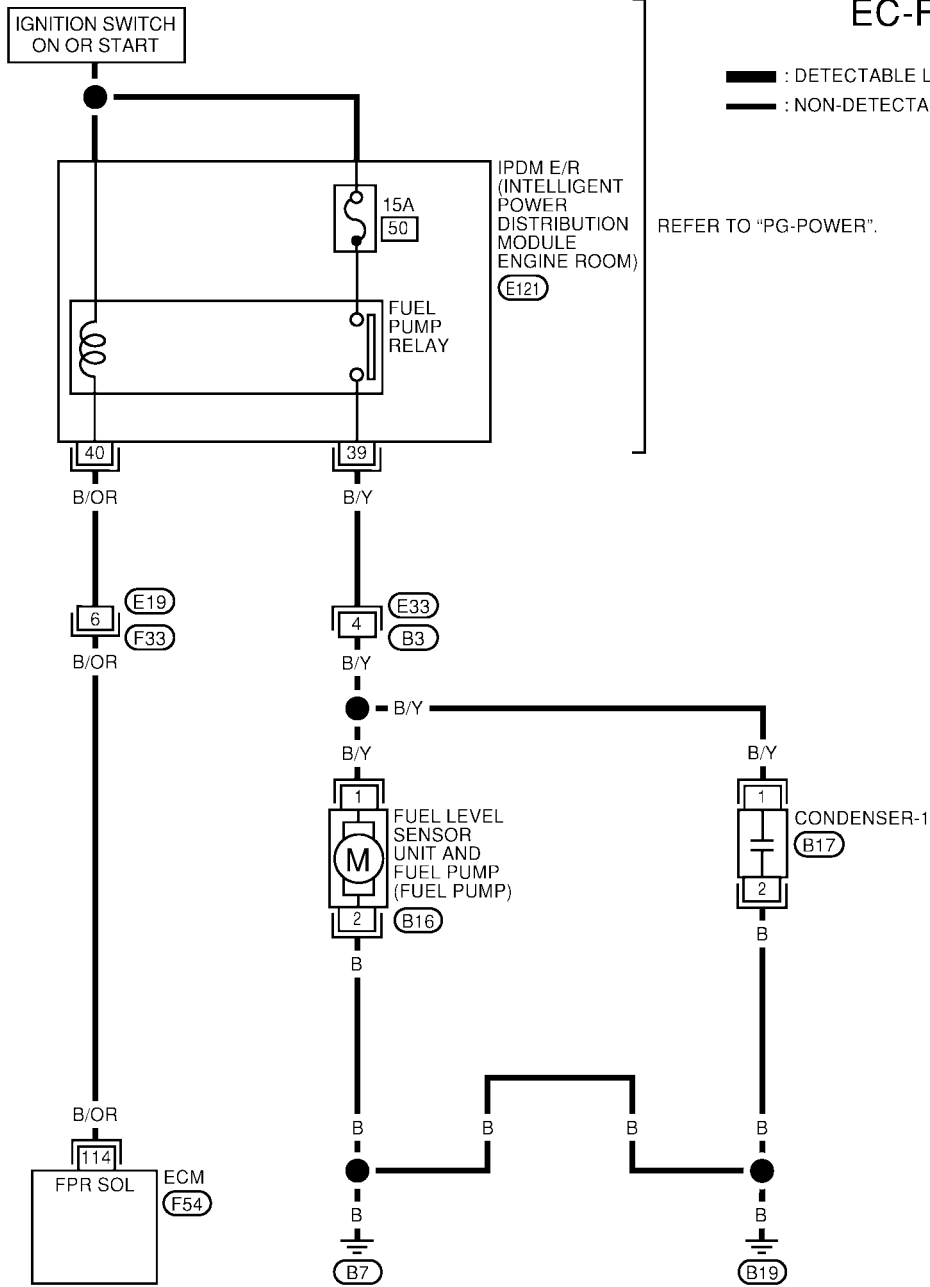 EC-F
IGNITION SWITCH
ON OR START
: DETECTABLE L
: NON-DETECTA
IPDM E/R
(INTELLIGENT
POWER
DISTRIBUTION
MODULE
ENGINE ROOM)
E121
REFER TO “PG-POWER”.
15A
50
FUEL
PUMP
RELAY
40
39
B/OR
B/Y
6
E19
F33
4
E33
B3
B/OR
B/Y
B/Y
B/Y
B/Y
1
FUEL LEVEL
SENSOR
UNIT AND
FUEL PUMP
(FUEL PUMP)
M
2
B16
1
CONDENSER-1
B17
2
B
B
B/OR
B
B
B
B
114
FPR SOL
ECM
F54
B
B
B7
B19